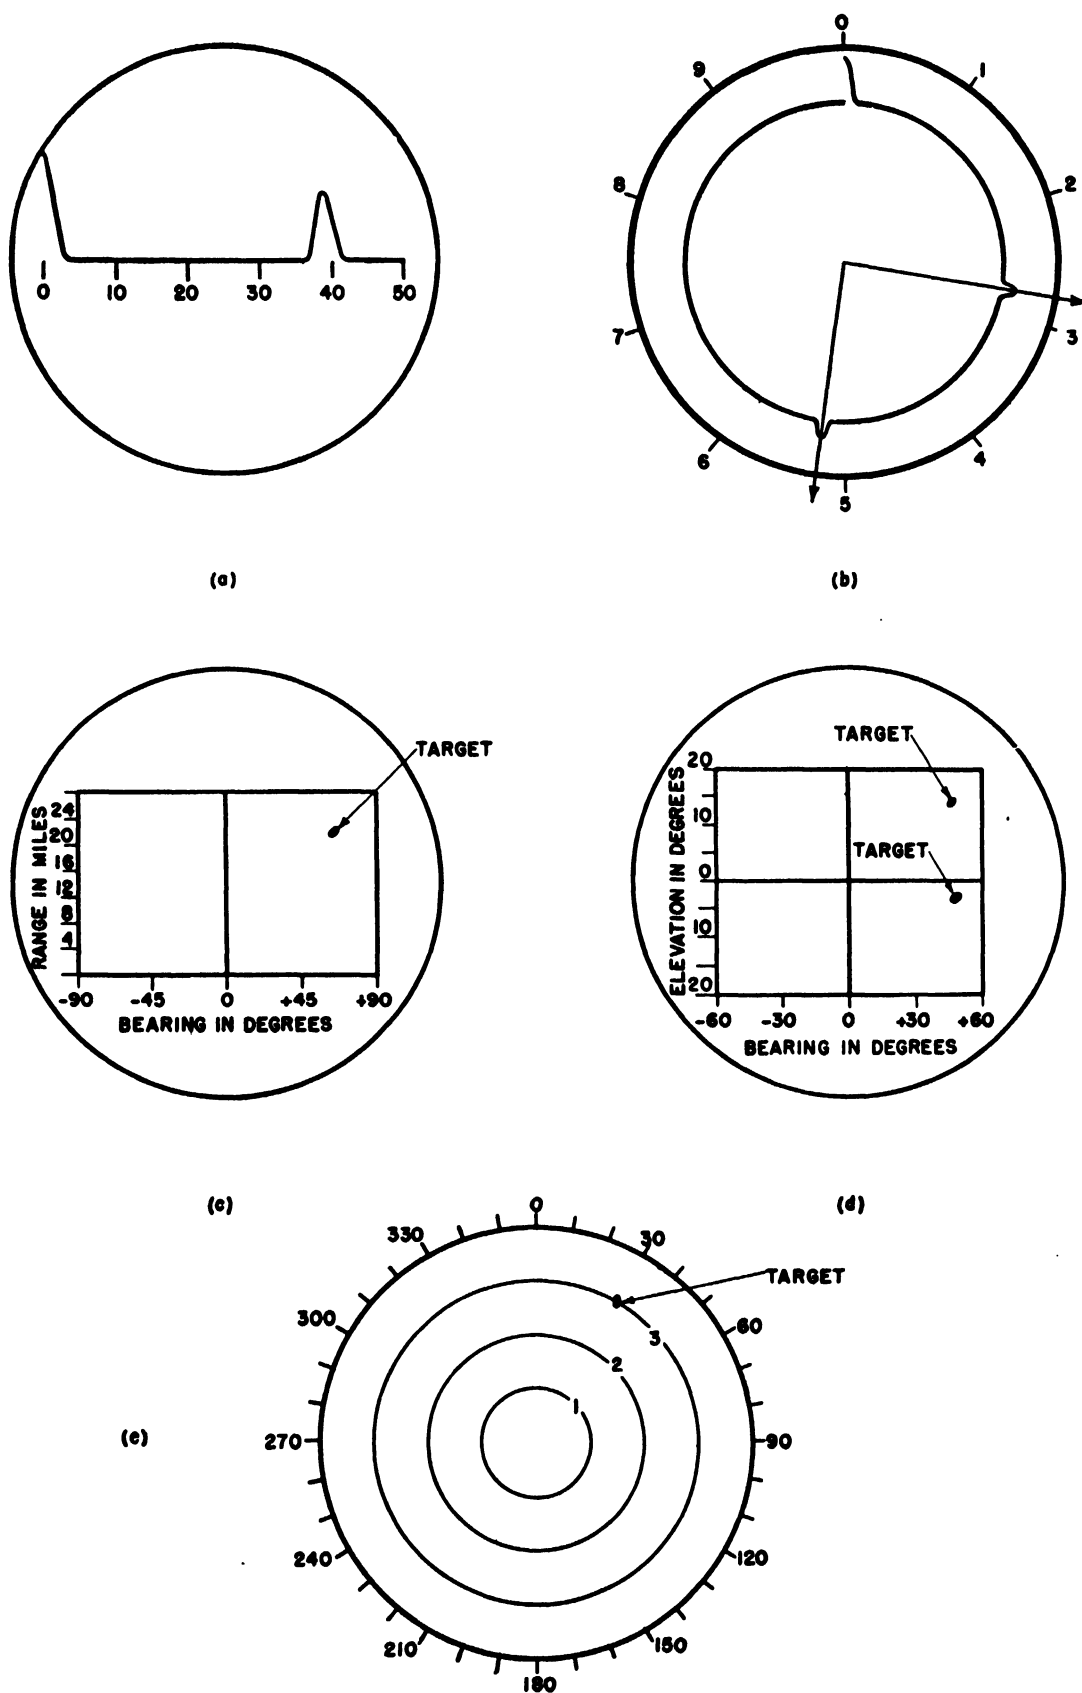 0 10 20 30 40 50
(a)
0
1
2
3
4
5
6
7
8
9
(b)
TARGET
RANGE IN MILES
24
20
16
12
8
4
-90 -45 0 +45 +90
BEARING IN DEGREES
(c)
TARGET
TARGET
ELEVATION IN DEGREES
20
10
0
10
20
-60 -30 0 +30 +60
BEARING IN DEGREES
(d)
0
30
60
90
120
150
180
210
240
270
300
330
TARGET
3
2
1
(e)